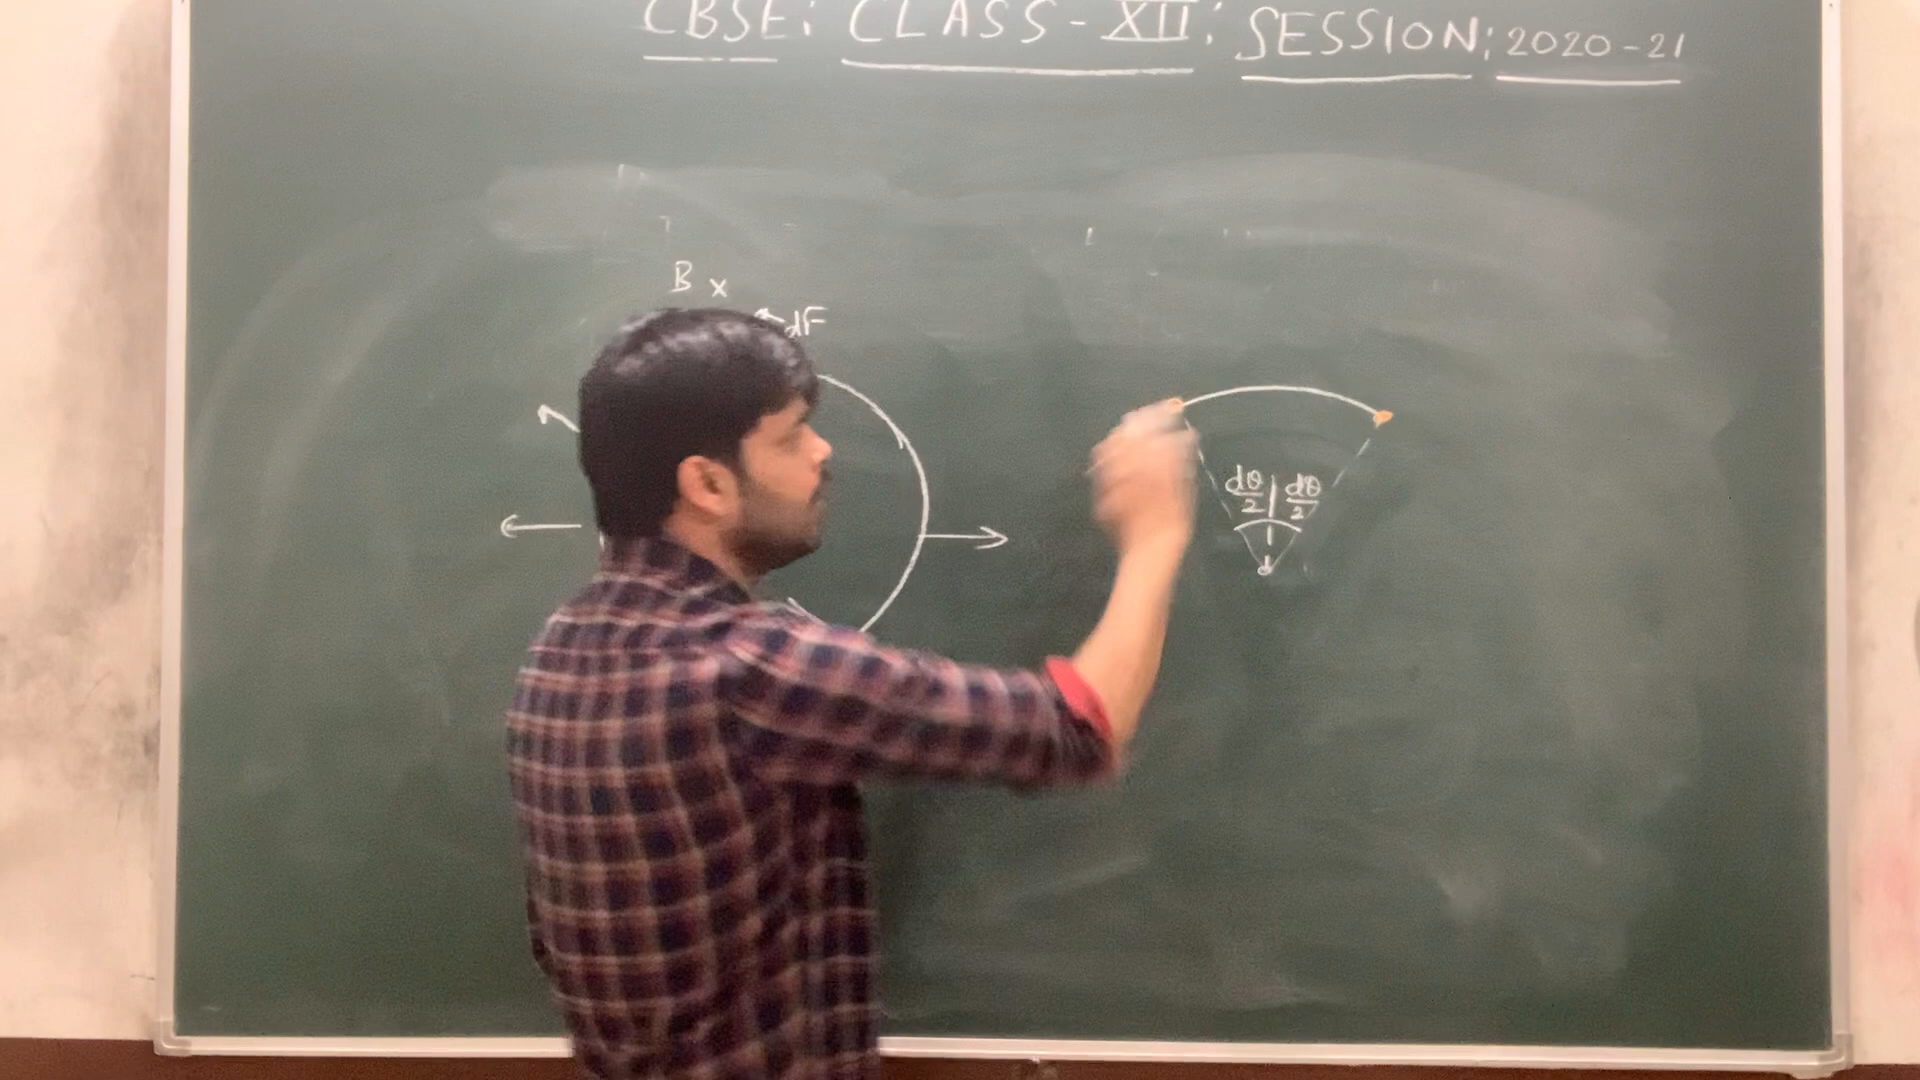 CBSE: CLASS-XII: SESSION: 2020-21
B x
dF
dθ/2 | dθ/2